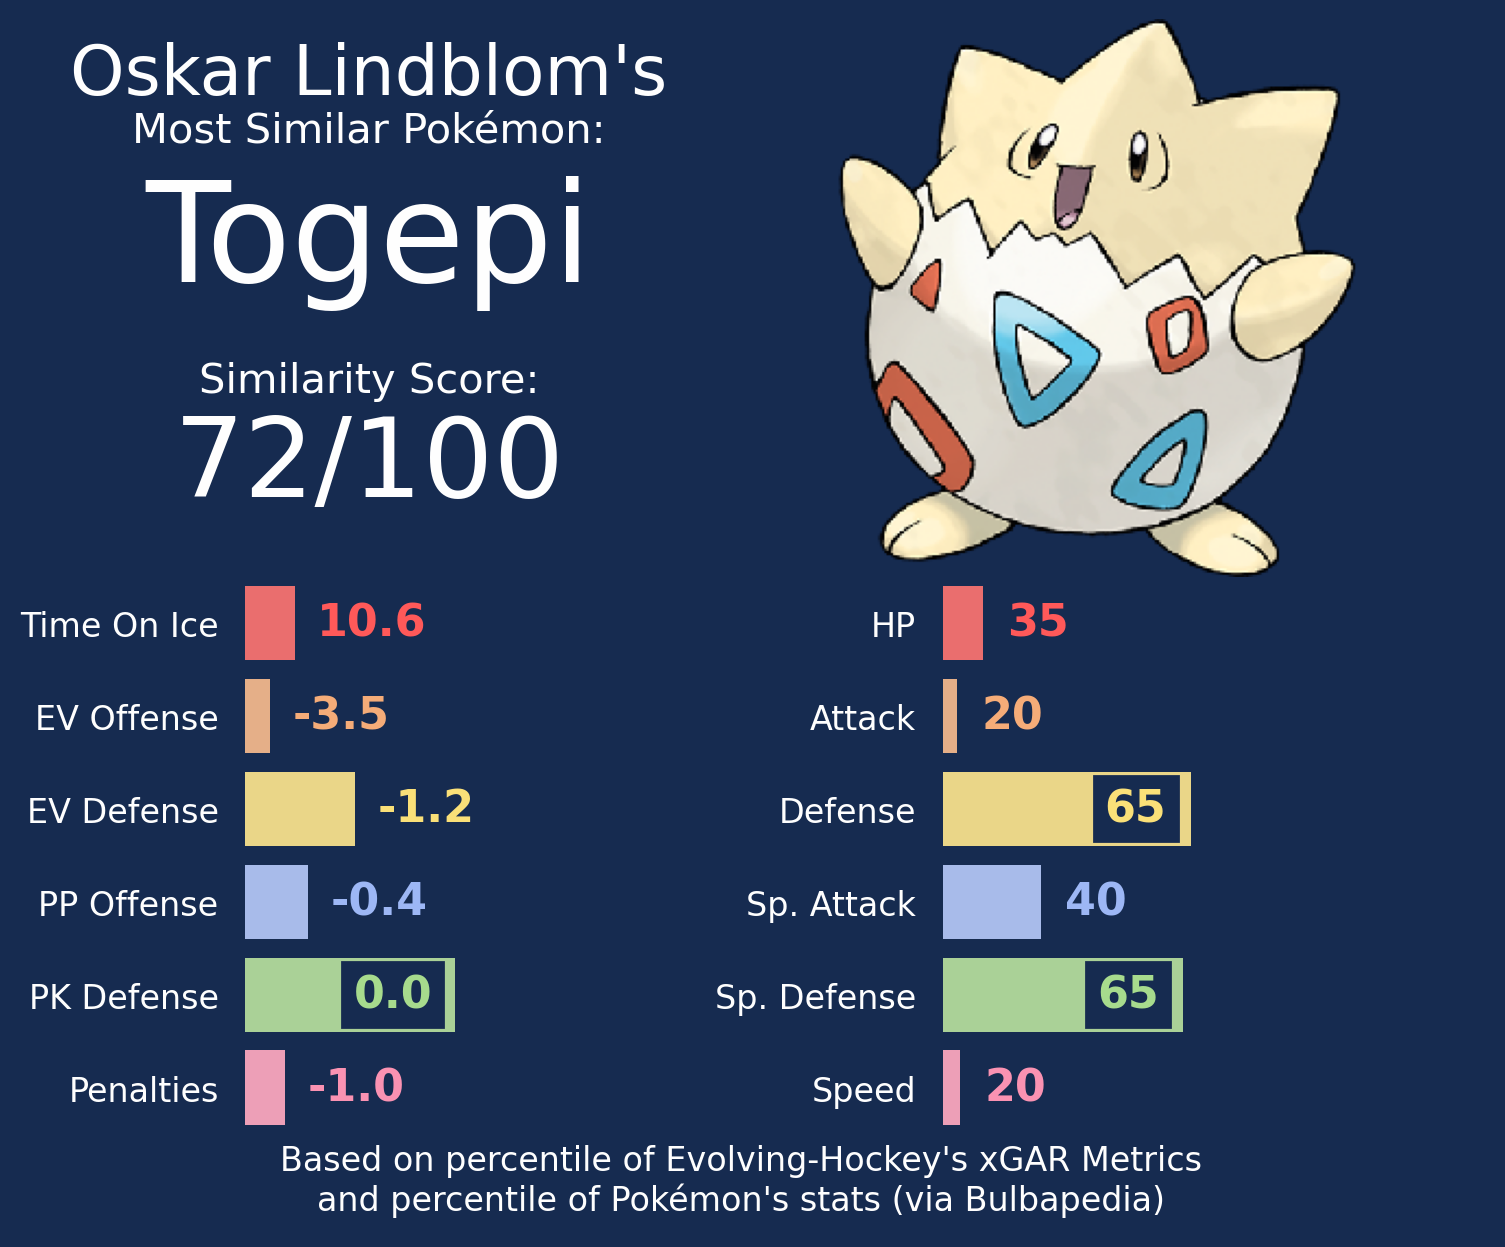 Oskar Lindblom's
Most Similar Pokémon:
Togepi
Similarity Score:
72/100
Time On Ice 10.6
EV Offense -3.5
EV Defense -1.2
PP Offense -0.4
PK Defense 0.0
Penalties -1.0
HP 35
Attack 20
Defense 65
Sp. Attack 40
Sp. Defense 65
Speed 20
Based on percentile of Evolving-Hockey's xGAR Metrics
and percentile of Pokémon's stats (via Bulbapedia)